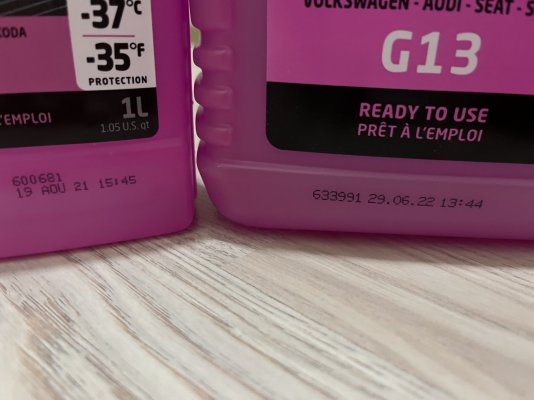 -37°C
-35°F
PROTECTION
KODA
L'EMPLOI
1L
1.05 U.S. qt
600681
19 AOU 21 15:45
VOLKSWAGEN - AUDI - SEAT - S
G13
READY TO USE
PRÊT À L'EMPLOI
633991 29.06.22 13:44